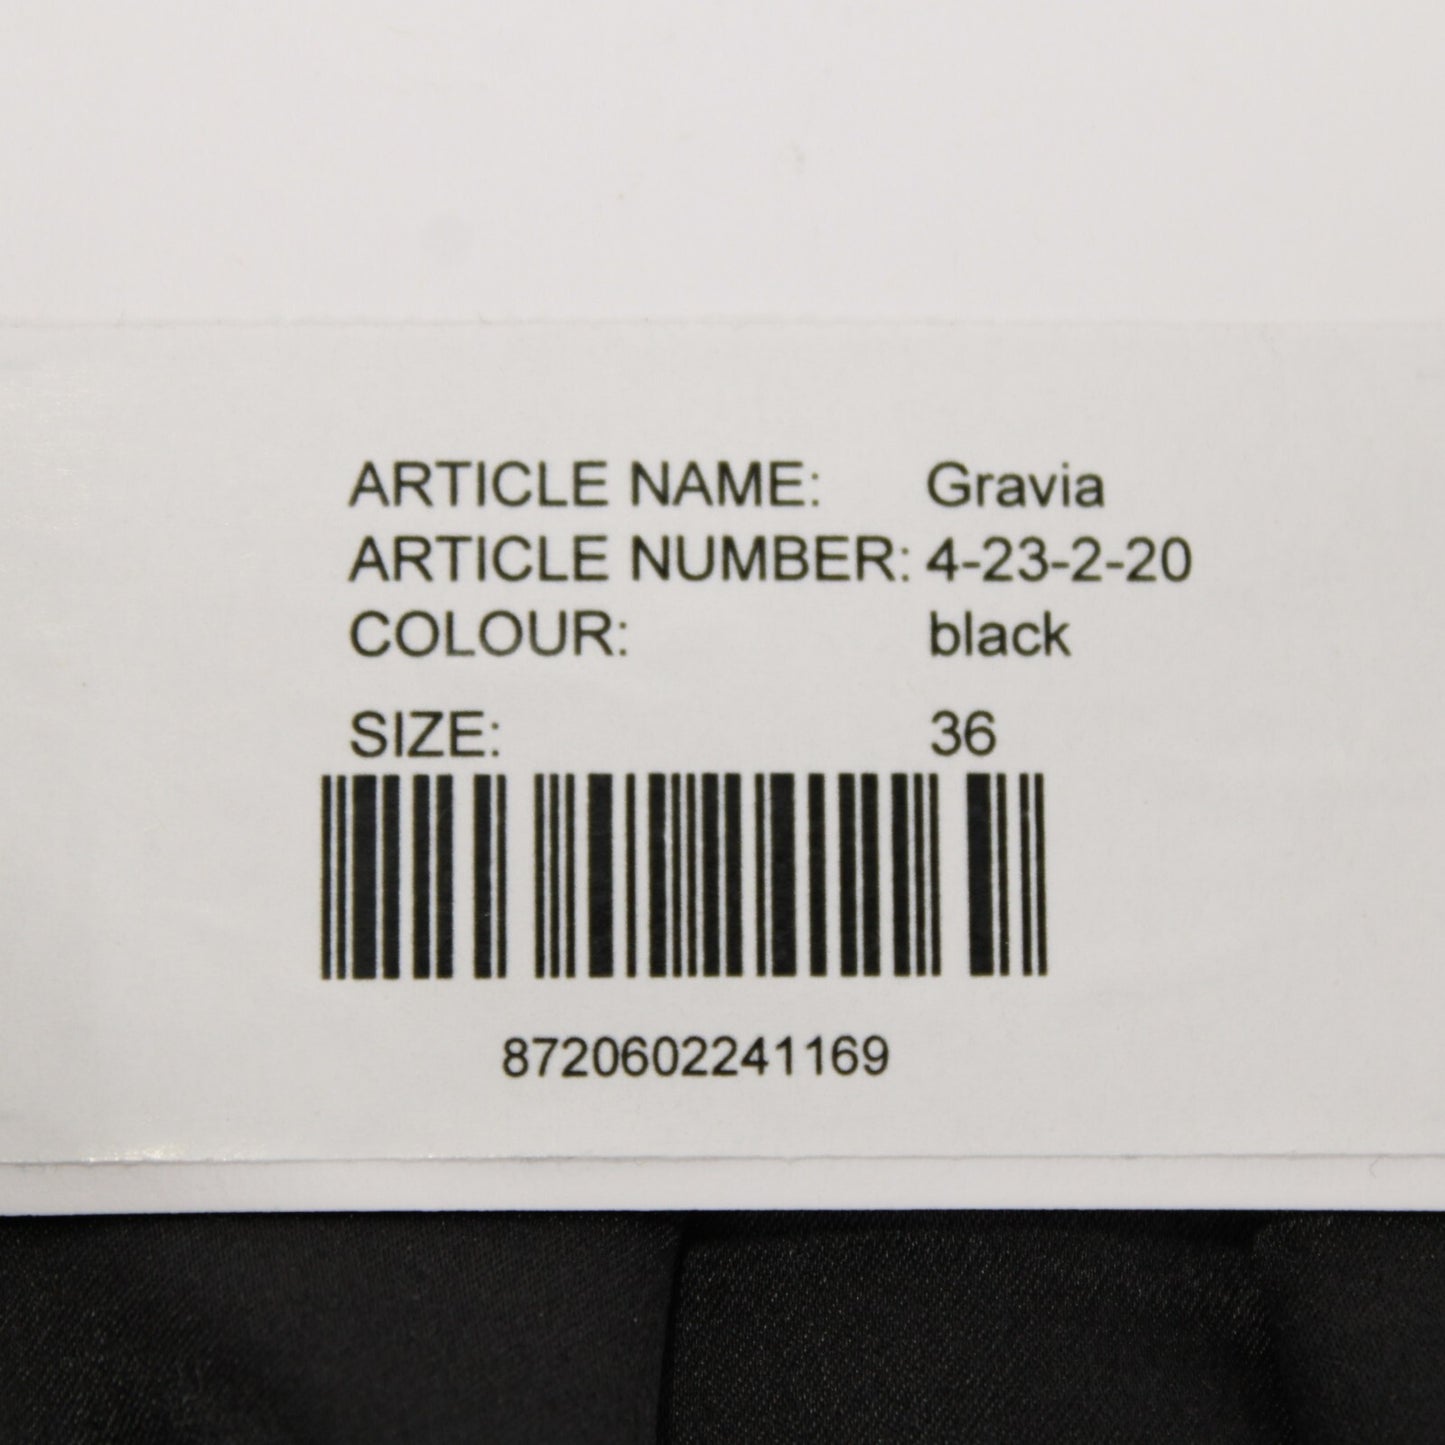 ARTICLE NAME: Gravia
ARTICLE NUMBER: 4-23-2-20
COLOUR: black
SIZE: 36
8720602241169